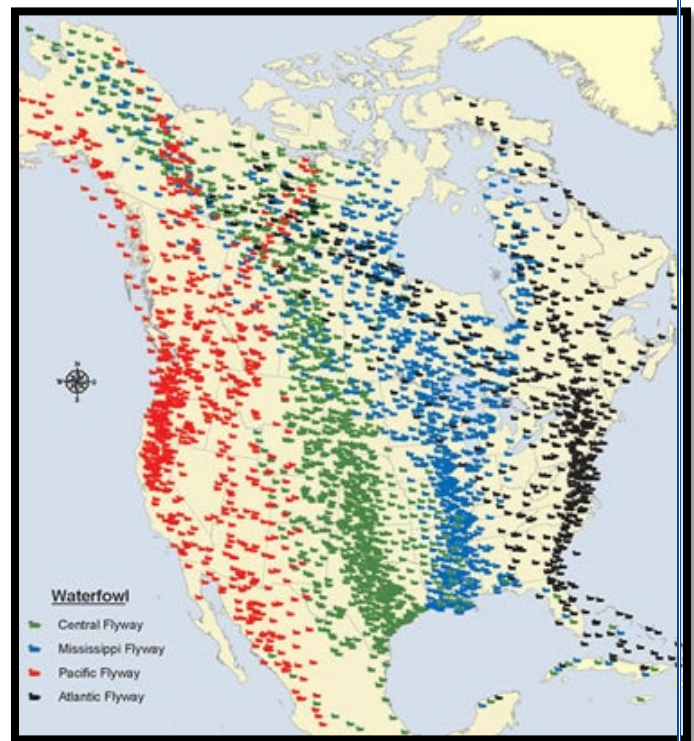 N
W
S
Waterfowl
Central Flyway
Mississippi Flyway
Pacific Flyway
Atlantic Flyway